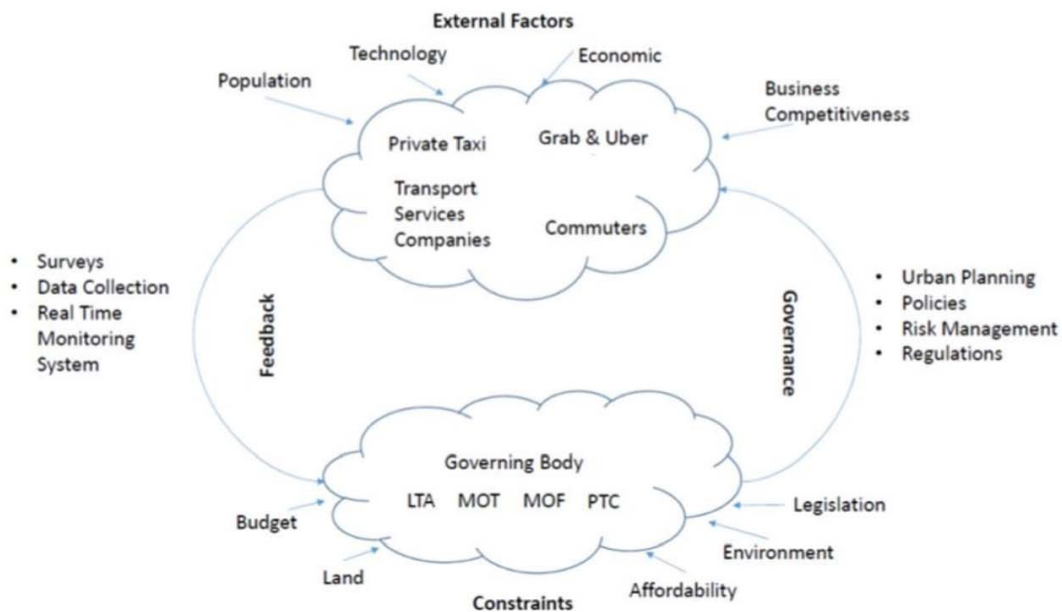 External Factors
Technology
Economic
Population
Business
Competitiveness
Private Taxi
Grab & Uber
Transport
Services
Companies
Commuters
• Surveys
• Data Collection
• Real Time
Monitoring
System
Feedback
Governance
• Urban Planning
• Policies
• Risk Management
• Regulations
Governing Body
LTA MOT MOF PTC
Budget
Legislation
Environment
Land
Affordability
Constraints